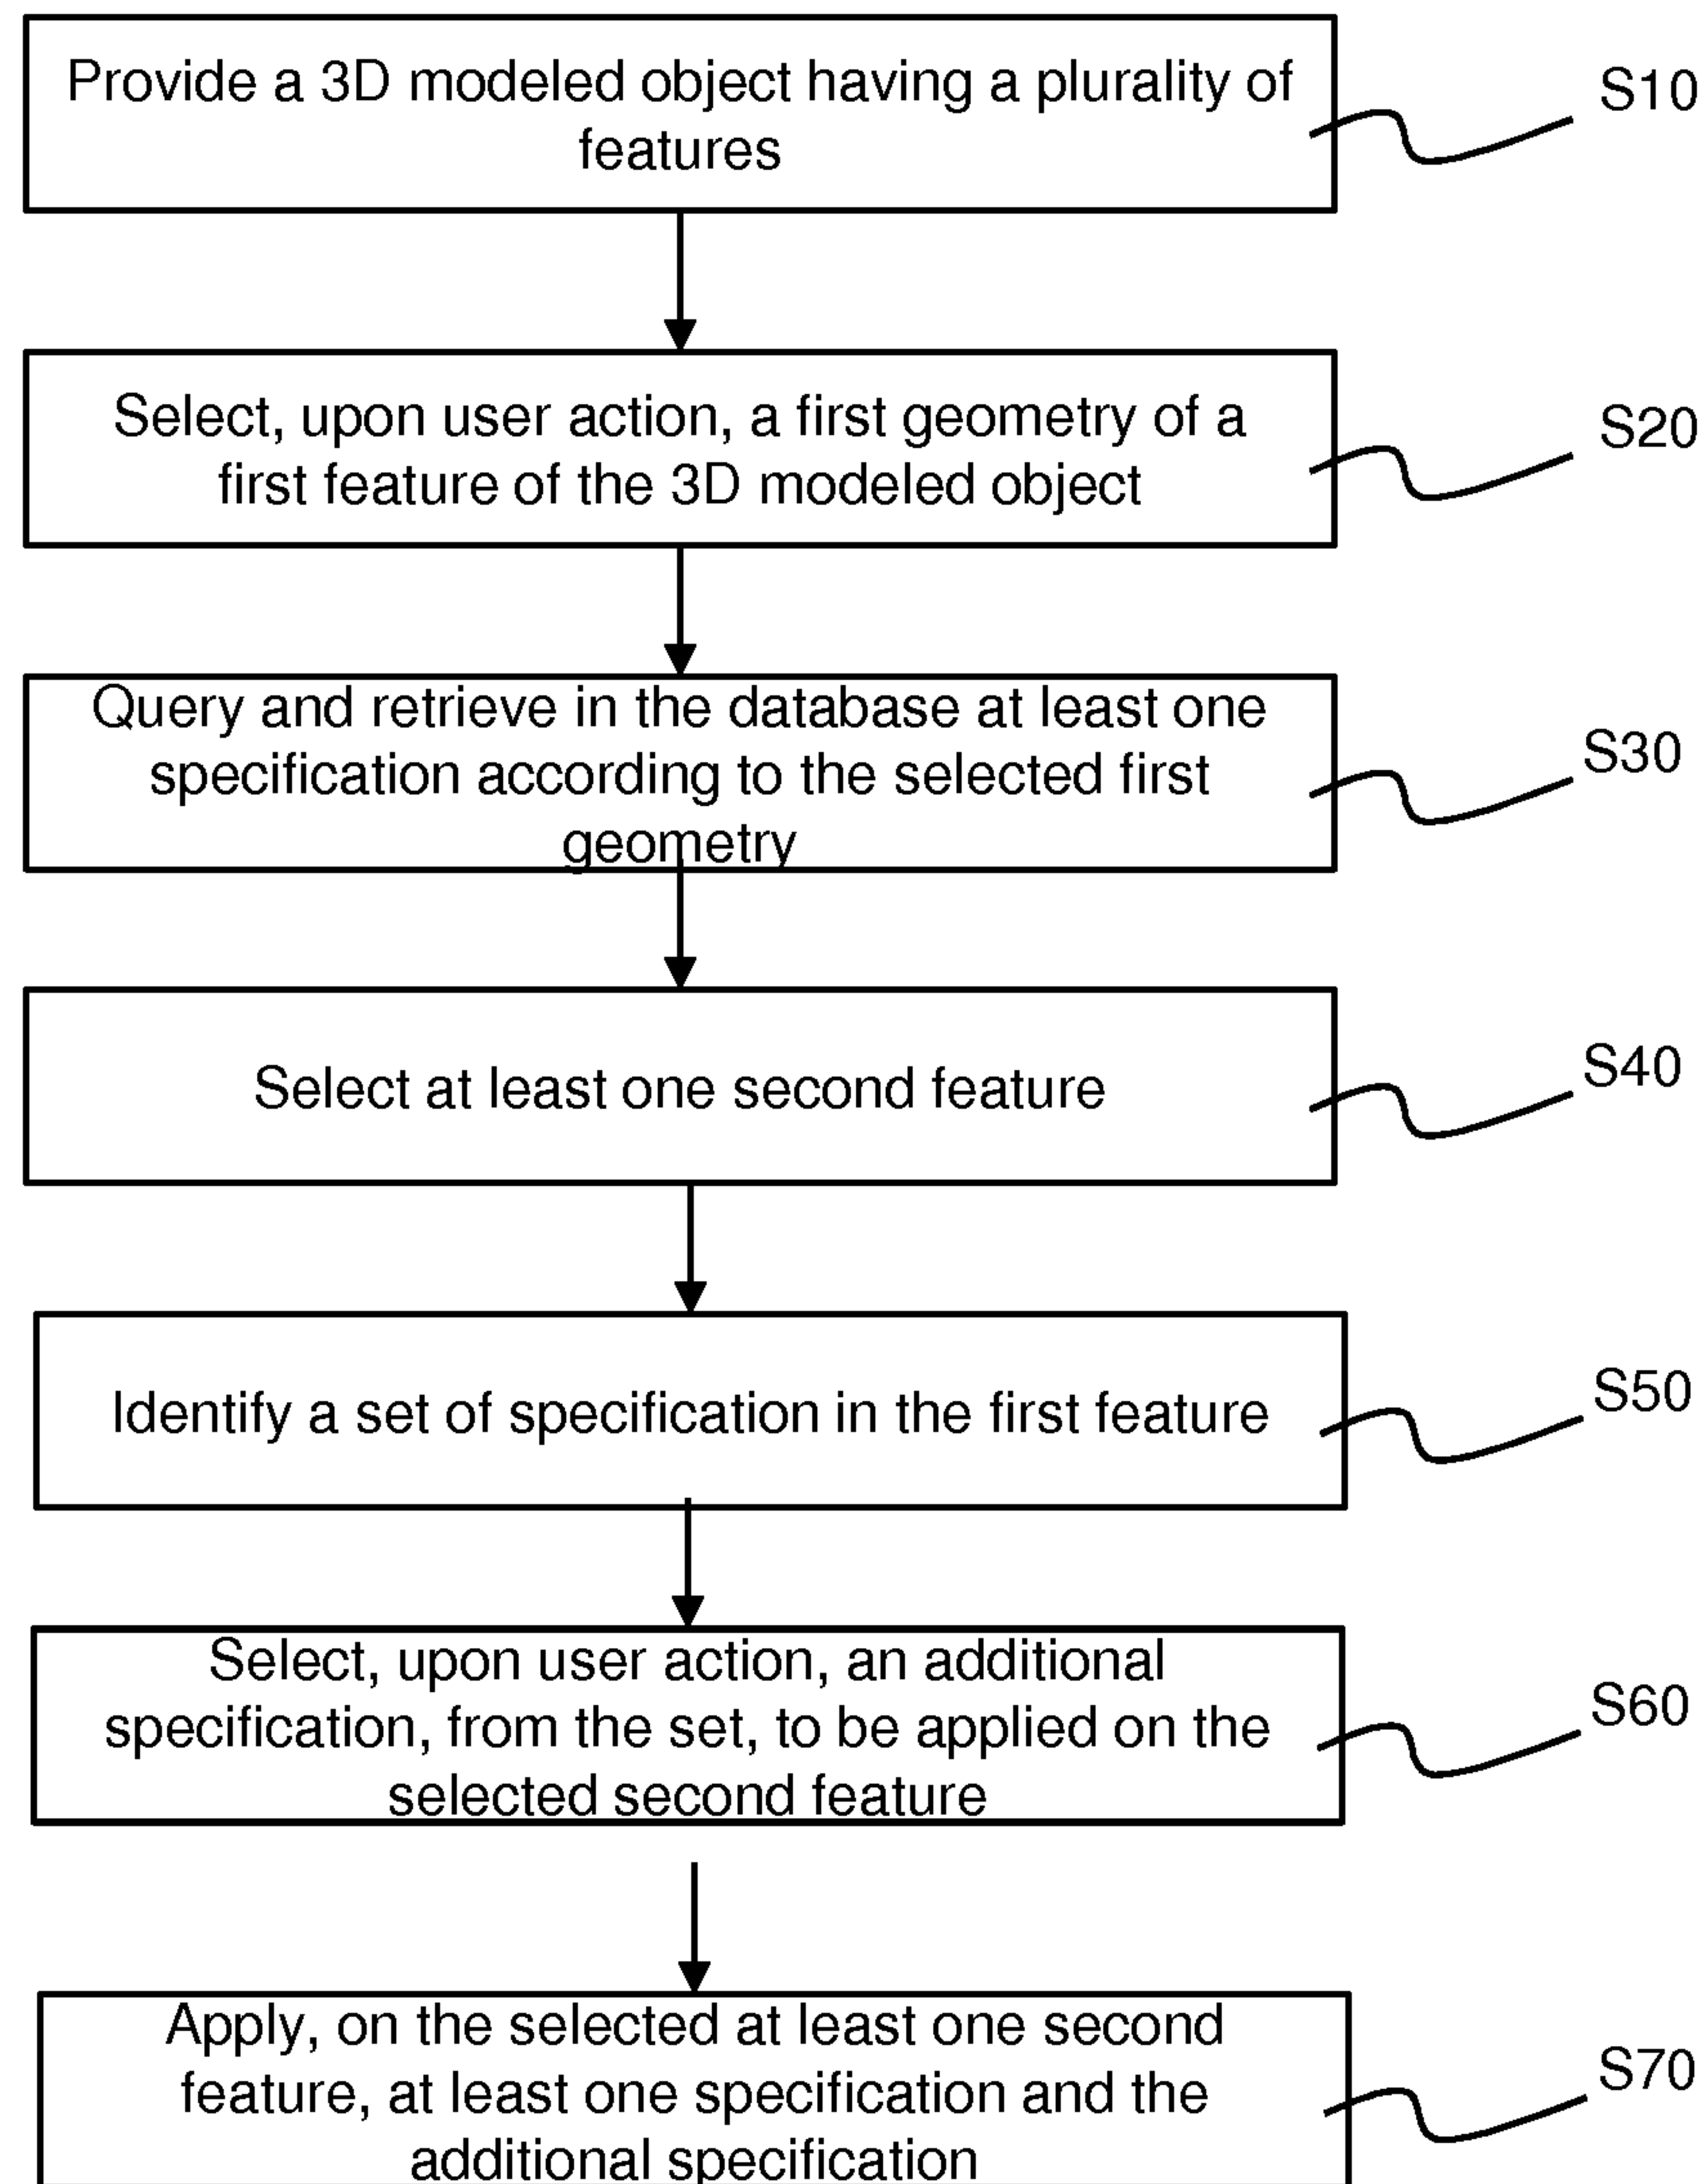 Provide a 3D modeled object having a plurality of
features
S10
Select, upon user action, a first geometry of a
first feature of the 3D modeled object
S20
Query and retrieve in the database at least one
specification according to the selected first
geometry
S30
Select at least one second feature
S40
Identify a set of specification in the first feature
S50
Select, upon user action, an additional
specification, from the set, to be applied on the
selected second feature
S60
Apply, on the selected at least one second
feature, at least one specification and the
additional specification
S70